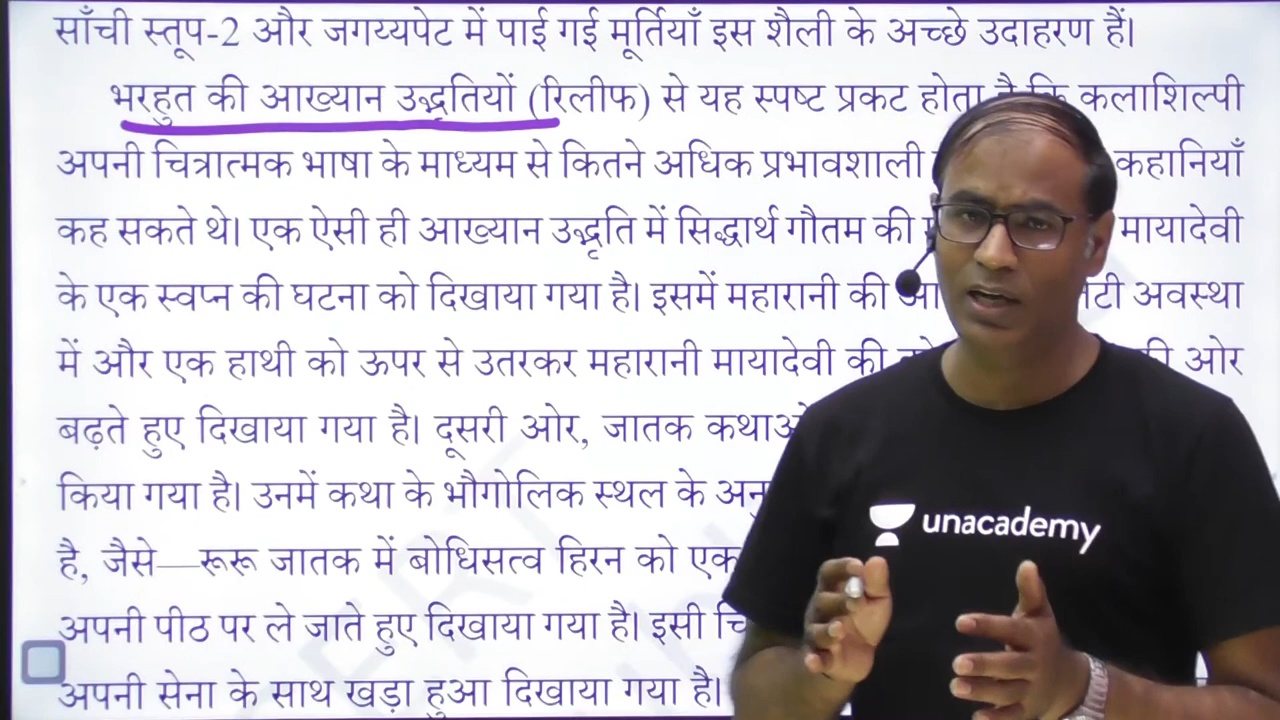 साँची स्तूप-2 और जगय्यपेट में पाई गई मूर्तियाँ इस शैली के अच्छे उदाहरण हैं।
भरहुत की आख्यान उद्भृतियों (रिलीफ) से यह स्पष्ट प्रकट होता है कि कलाशिल्पी
अपनी चित्रात्मक भाषा के माध्यम से कितने अधिक प्रभावशाली कहानियाँ
कह सकते थे। एक ऐसी ही आख्यान उद्भृति में सिद्धार्थ गौतम की मायादेवी
के एक स्वप्न की घटना को दिखाया गया है। इसमें महारानी की अवस्था
में और एक हाथी को ऊपर से उतरकर महारानी मायादेवी की ओर
बढ़ते हुए दिखाया गया है। दूसरी ओर, जातक
किया गया है। उनमें कथा के भौगोलिक स्थल के
है, जैसे—रूरू जातक में बोधिसत्व हिरन को एक
अपनी पीठ पर ले जाते हुए दिखाया गया है। इसी
अपनी सेना के साथ खड़ा हुआ दिखाया गया है।
unacademy